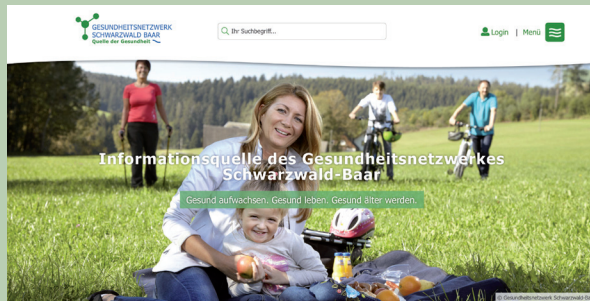 GESUNDHEITSNETZWERK
SCHWARZWALD BAAR
Quelle der Gesundheit
Ihr Suchbegriff...
Login | Menü
Informationsquelle des Gesundheitsnetzwerkes
Schwarzwald-Baar
Gesund aufwachsen. Gesund leben. Gesund älter werden.
© Gesundheitsnetzwerk Schwarzwald-B